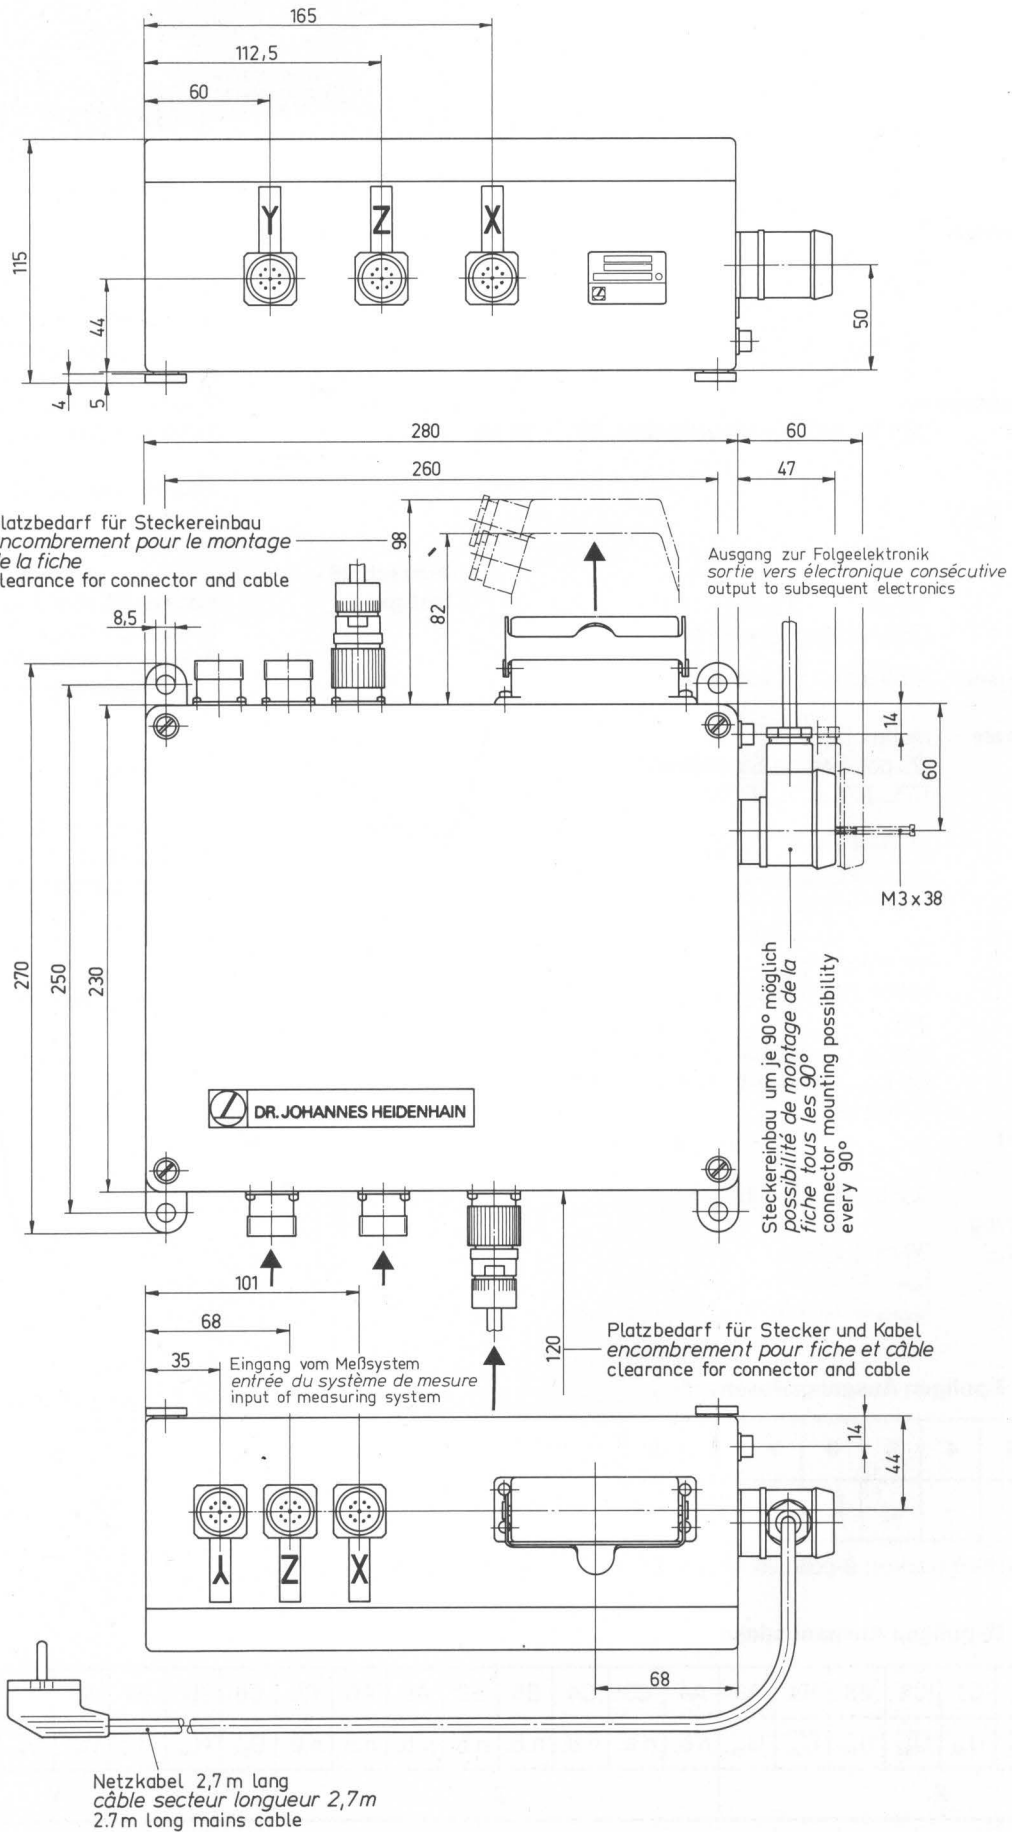 165
112,5
60
115
Y
Z
X
44
50
4
5
280
60
260
47
für Steckereinbau
pour le montage
la fiche
for connector and cable
98
82
Ausgang zur Folgeelektronik
sortie vers électronique consécutive
output to subsequent electronics
8,5
14
60
M3 x 38
270
250
230
Steckereinbau um je 90° möglich
possibilité de montage de la
fiche tous les 90°
connector mounting possibility
every 90°
DR. JOHANNES HEIDENHAIN
101
68
35
Eingang vom Meßsystem
entrée du système de mesure
input of measuring system
120
Platzbedarf für Stecker und Kabel
encombrement pour fiche et câble
clearance for connector and cable
14
44
Y
Z
X
68
Netzkabel 2,7 m lang
câble secteur longueur 2,7m
2.7m long mains cable